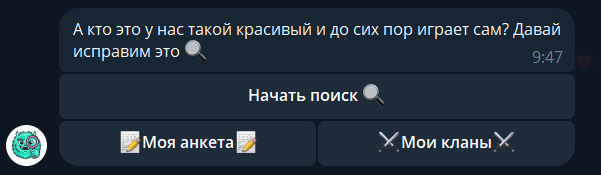 А кто это у нас такой красивый и до сих пор играет сам? Давай
исправим это 🔍
9:47
Начать поиск 🔍
📝Моя анкета📝
⚔️Мои кланы⚔️